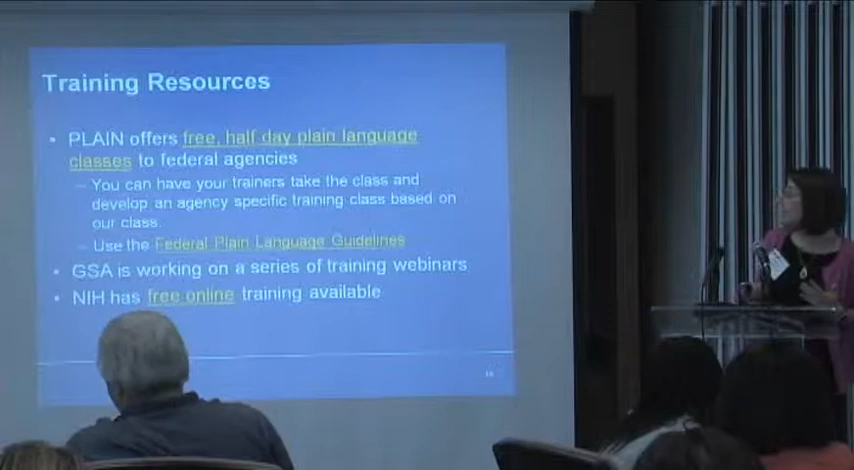 Training Resources
• PLAIN offers free, half day plain language
classes to federal agencies
– You can have your trainers take the class and
develop an agency specific training class based on
our class.
– Use the Federal Plain Language Guidelines
• GSA is working on a series of training webinars
• NIH has free online training available